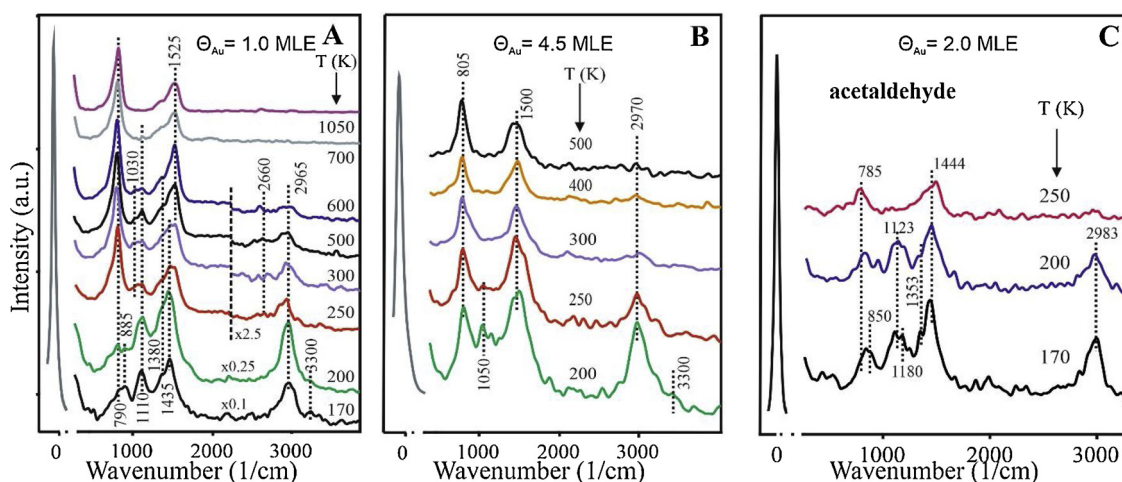 A
Θ_Au= 1.0 MLE
T (K)
1525
1050
700
1030
2660
2965
600
500
300
250
x2.5
885
1380
3300
x0.25
200
790
1110
1435
x0.1
170
0
1000
2000
3000
Wavenumber (1/cm)
Intensity (a.u.)
B
Θ_Au= 4.5 MLE
805
T (K)
1500
2970
500
400
300
250
1050
200
3300
0
1000
2000
3000
Wavenumber (1/cm)
C
Θ_Au= 2.0 MLE
acetaldehyde
T (K)
785
1444
250
1123
2983
200
1353
850
1180
170
0
1000
2000
3000
Wavenumber (1/cm)